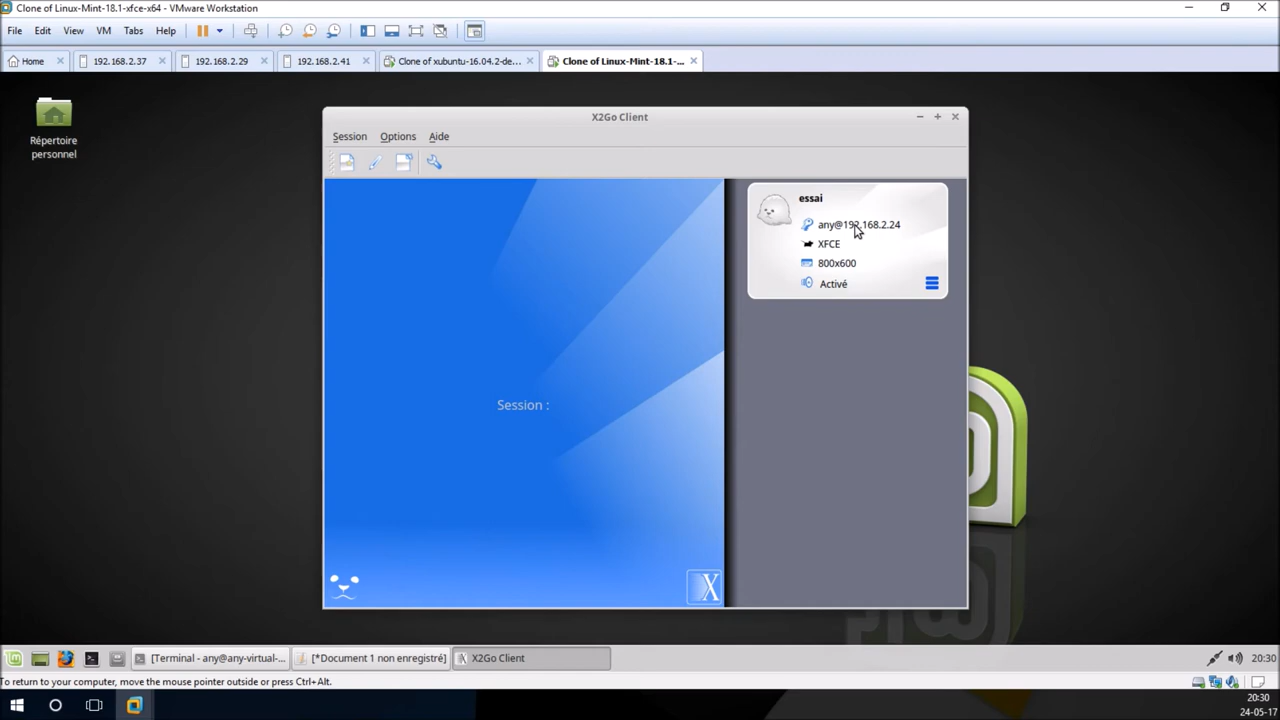 Clone of Linux-Mint-18.1-xfce-x64 - VMware Workstation
File Edit View VM Tabs Help
Home 192.168.2.37 192.168.2.29 192.168.2.41 Clone of xubuntu-16.04.2-de... Clone of Linux-Mint-18.1-...
Répertoire
personnel
X2Go Client
Session Options Aide
essai
any@192.168.2.24
XFCE
800x600
Activé
Session :
X
[Terminal - any@any-virtual-... [*Document 1 non enregistré] X2Go Client 20:30
To return to your computer, move the mouse pointer outside or press Ctrl+Alt.
20:30
24-05-17